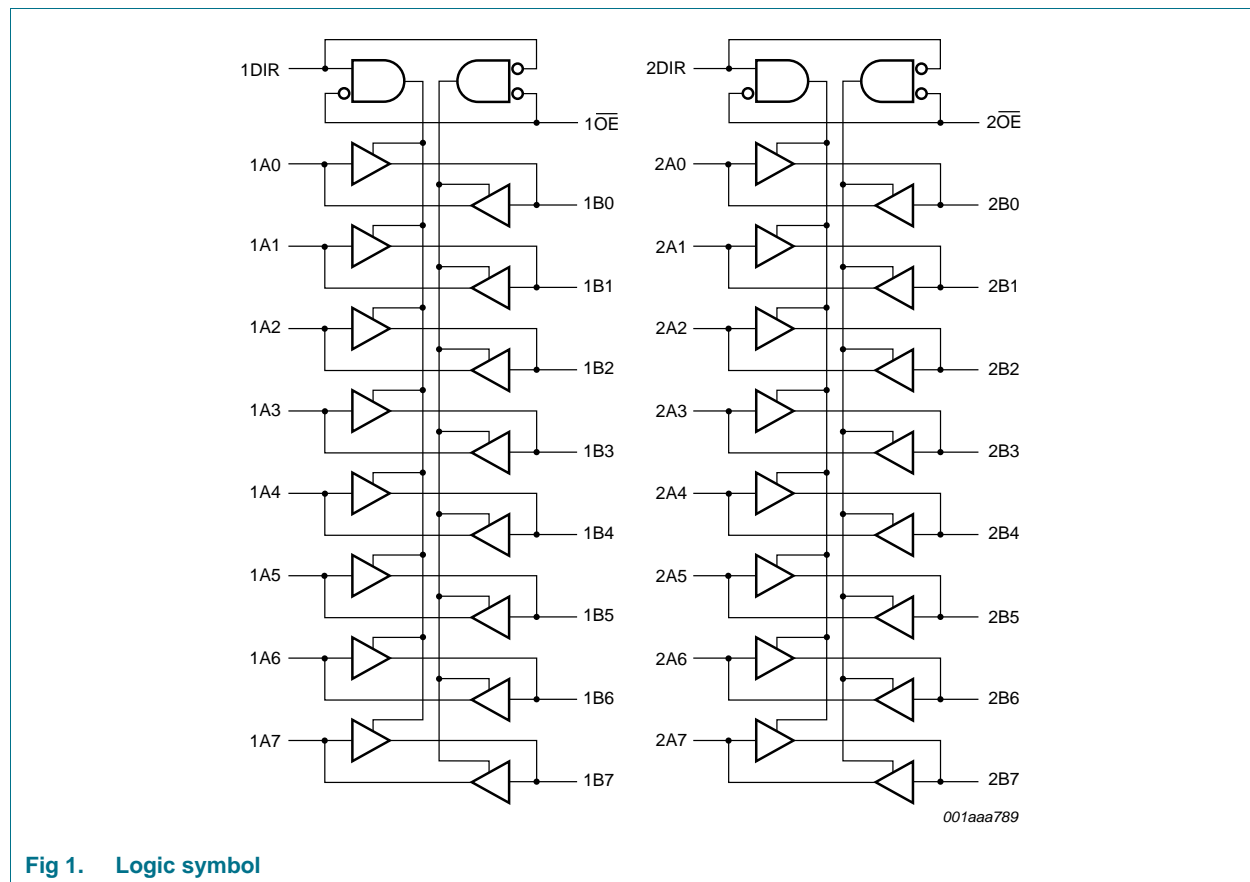 1DIR
2DIR
1O̅E̅
2O̅E̅
1A0
2A0
1B0
2B0
1A1
2A1
1B1
2B1
1A2
2A2
1B2
2B2
1A3
2A3
1B3
2B3
1A4
2A4
1B4
2B4
1A5
2A5
1B5
2B5
1A6
2A6
1B6
2B6
1A7
2A7
1B7
2B7
001aaa789
Fig 1. Logic symbol